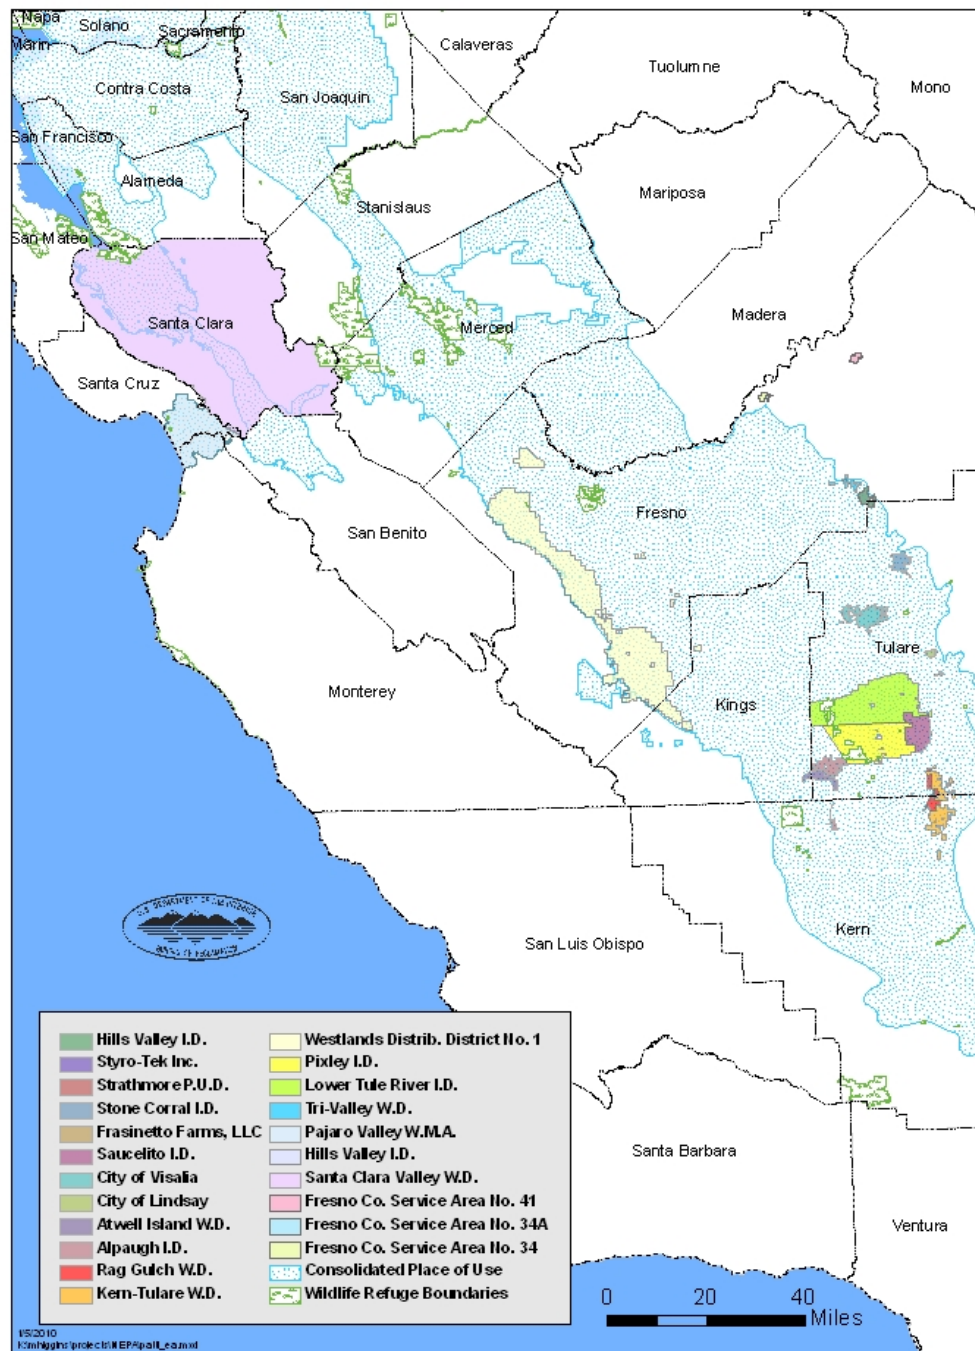 Napa
Solano
Sacramento
Marin
Calaveras
Tuolumne
Mono
Contra Costa
San Joaquin
San Francisco
Alameda
Mariposa
Stanislaus
San Mateo
Santa Clara
Merced
Madera
Santa Cruz
Fresno
San Benito
Tulare
Monterey
Kings
Kern
San Luis Obispo
Santa Barbara
Ventura
Hills Valley I.D.
Styro-Tek Inc.
Strathmore P.U.D.
Stone Corral I.D.
Frasinetto Farms, LLC
Saucelito I.D.
City of Visalia
City of Lindsay
Atwell Island W.D.
Alpaugh I.D.
Rag Gulch W.D.
Kern-Tulare W.D.
Westlands Distrib. District No. 1
Pixley I.D.
Lower Tule River I.D.
Tri-Valley W.D.
Pajaro Valley W.M.A.
Hills Valley I.D.
Santa Clara Valley W.D.
Fresno Co. Service Area No. 41
Fresno Co. Service Area No. 34A
Fresno Co. Service Area No. 34
Consolidated Place of Use
Wildlife Refuge Boundaries
0 20 40
Miles
1/5/2010